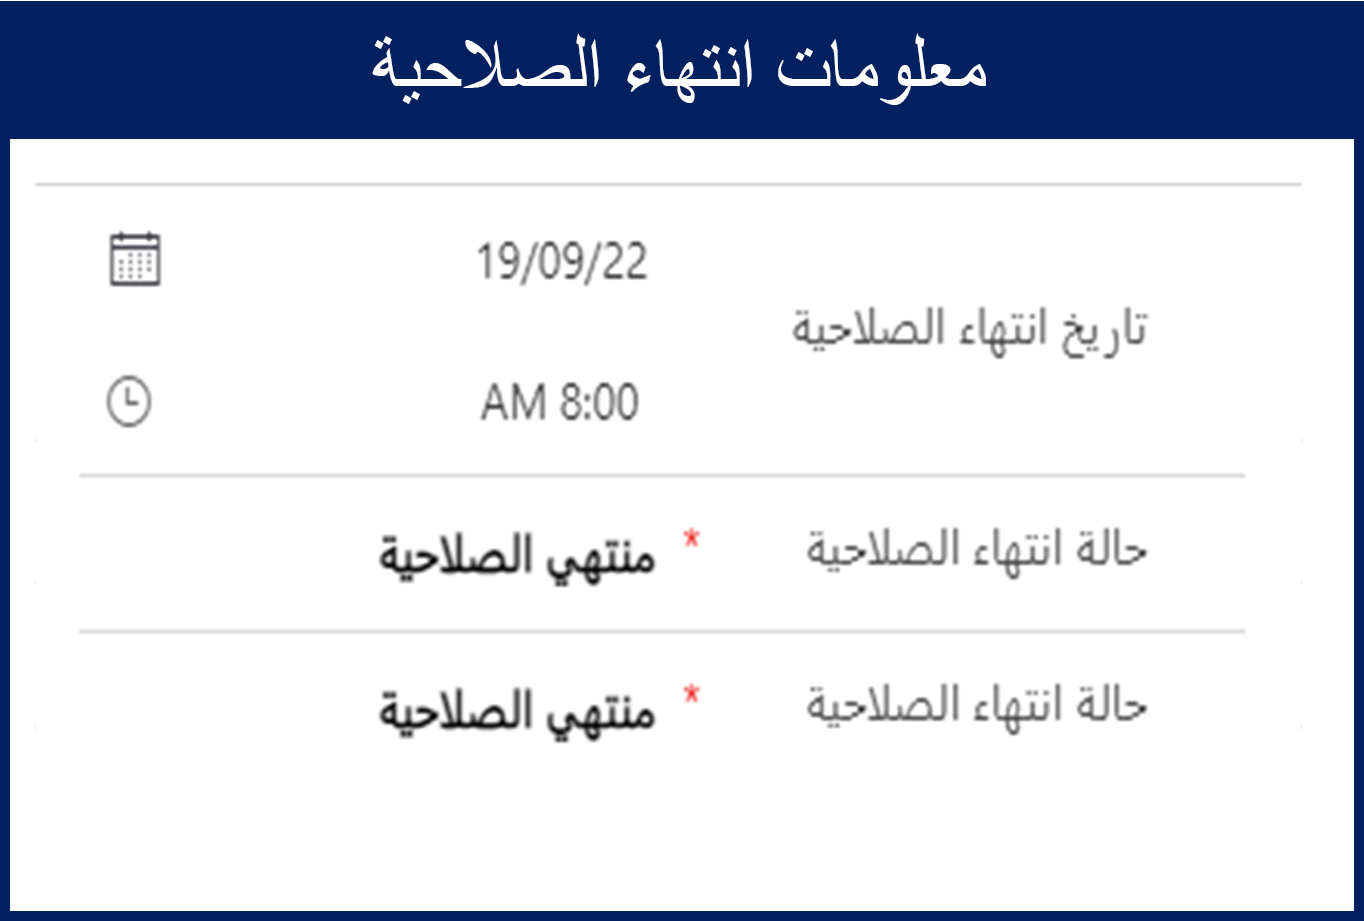 معلومات انتهاء الصلاحية
19/09/22
تاريخ انتهاء الصلاحية
AM 8:00
حالة انتهاء الصلاحية * منتهي الصلاحية
حالة انتهاء الصلاحية * منتهي الصلاحية